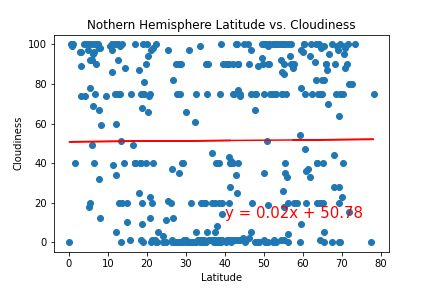 Nothern Hemisphere Latitude vs. Cloudiness
100
80
60
40
20
0
Cloudiness
y = 0.02x + 50.78
0 10 20 30 40 50 60 70 80
Latitude